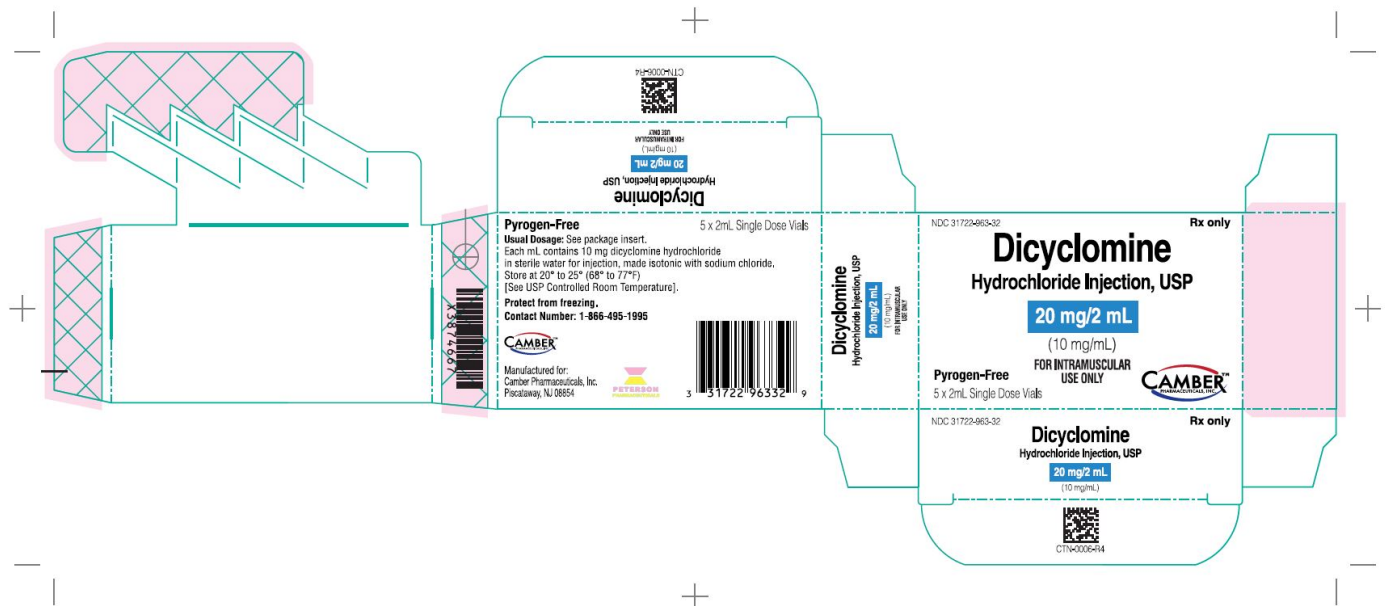 CTN-0006-R4
FOR INTRAMUSCULAR
USE ONLY
(10 mg/mL)
20 mg/2 mL
Hydrochloride Injection, USP
Dicyclomine
Pyrogen-Free
5 x 2mL Single Dose Vials
Usual Dosage: See package insert.
Each mL contains 10 mg dicyclomine hydrochloride
in sterile water for injection, made isotonic with sodium chloride.
Store at 20° to 25° (68° to 77°F)
[See USP Controlled Room Temperature].
Protect from freezing.
Contact Number: 1-866-495-1995
CAMBER™
PHARMACEUTICALS, INC.
Manufactured for:
Camber Pharmaceuticals, Inc.
Piscataway, NJ 08854
PETERSON
PHARMACEUTICALS
3 31722 96332 9
X3874667
Dicyclomine
Hydrochloride Injection, USP
20 mg/2 mL
(10 mg/mL)
FOR INTRAMUSCULAR
USE ONLY
NDC 31722-963-32
Rx only
Dicyclomine
Hydrochloride Injection, USP
20 mg/2 mL
(10 mg/mL)
FOR INTRAMUSCULAR
USE ONLY
Pyrogen-Free
5 x 2mL Single Dose Vials
CAMBER™
PHARMACEUTICALS, INC.
NDC 31722-963-32
Rx only
Dicyclomine
Hydrochloride Injection, USP
20 mg/2 mL
(10 mg/mL)
CTN-0006-R4